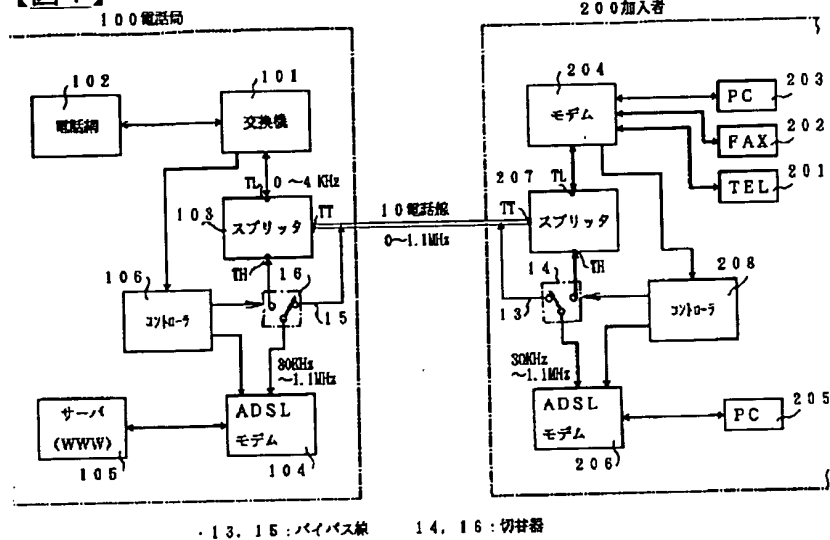 100電話局
200加入者
102
電話網
101
交換機
204
モデム
203
PC
202
FAX
201
TEL
TL
0~4KHz
103
スプリッタ
TT
10電話線
0~1.1MHz
207
TL
TT
スプリッタ
TH
TH
106
コントローラ
16
15
14
13
208
コントローラ
30KHz
~1.1MHz
30KHz
~1.1MHz
サーバ
(WWW)
105
ADSL
モデム
104
ADSL
モデム
206
PC
205
・13,15:バイパス線 14,16:切替器